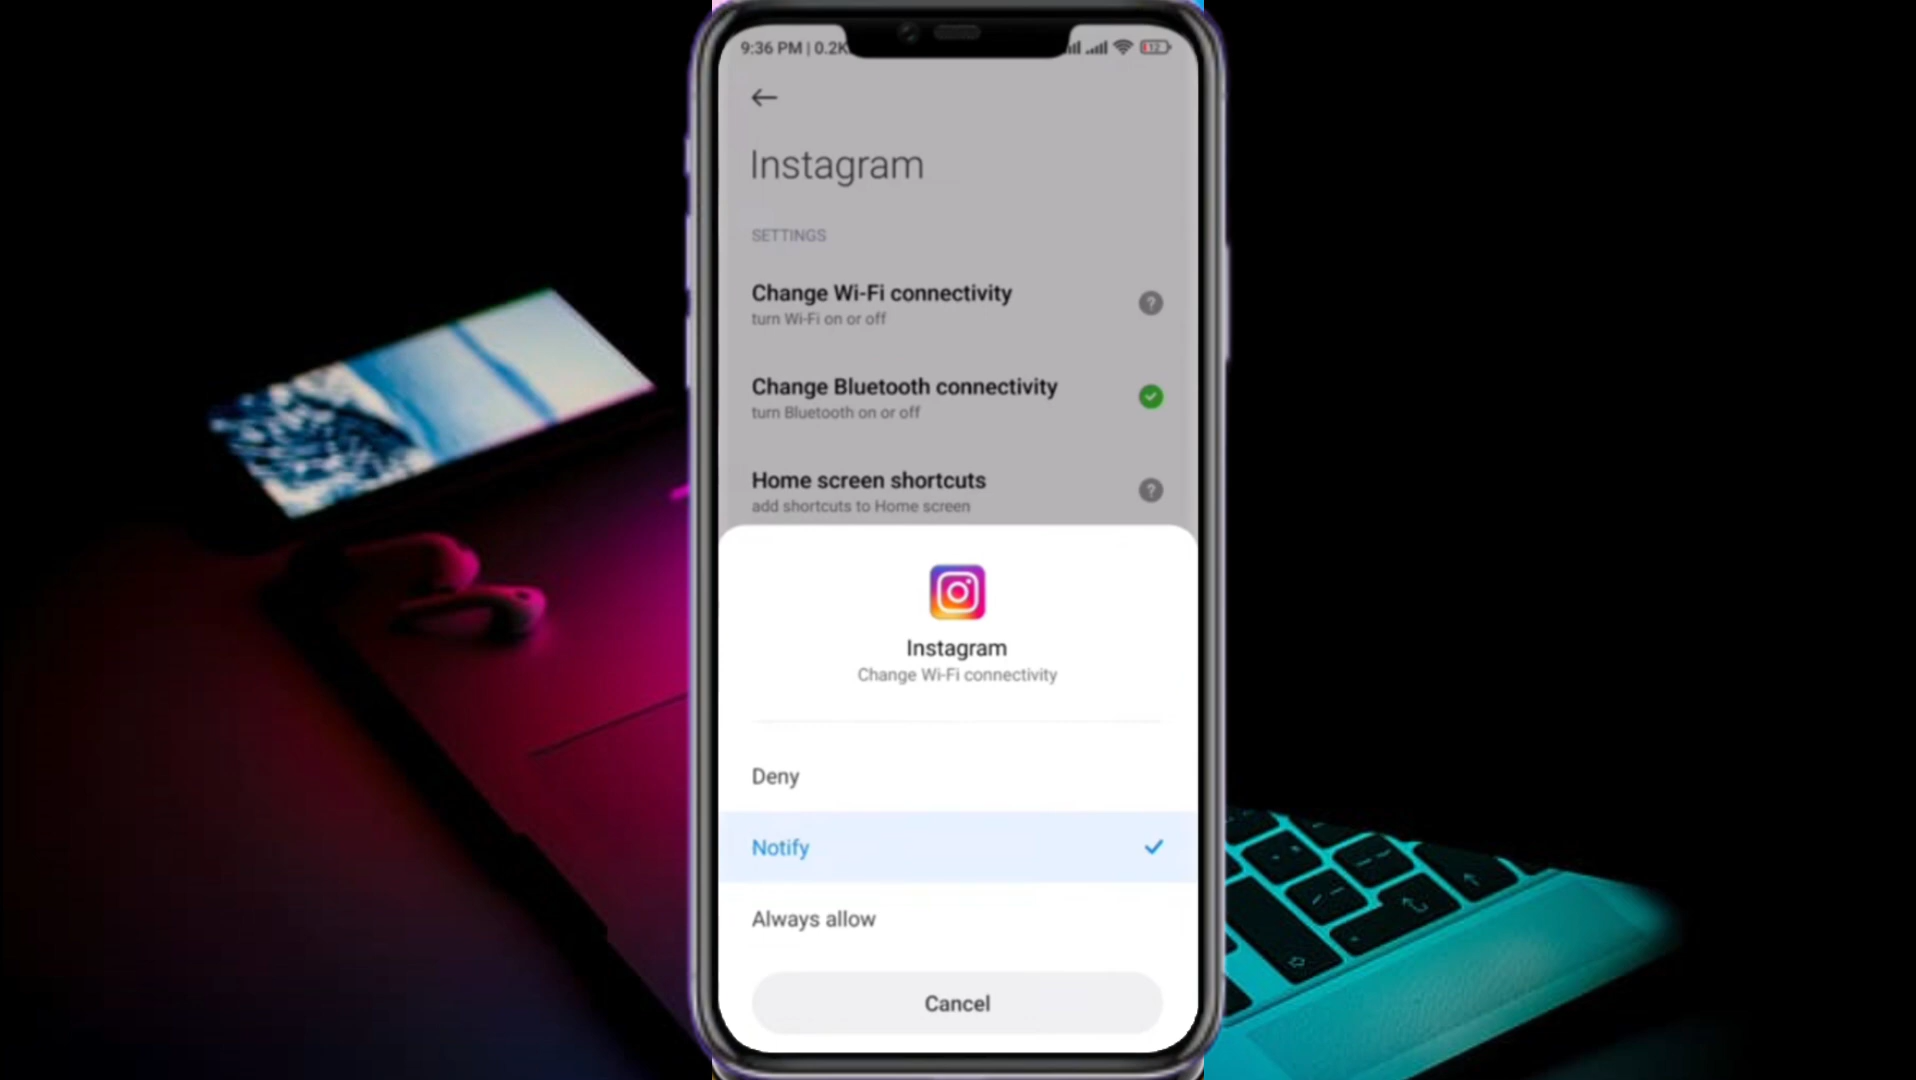 9:36 PM | 0.2K
12
Instagram
SETTINGS
Change Wi-Fi connectivity
turn Wi-Fi on or off
Change Bluetooth connectivity
turn Bluetooth on or off
Home screen shortcuts
add shortcuts to Home screen
Instagram
Change Wi-Fi connectivity
Deny
Notify
Always allow
Cancel